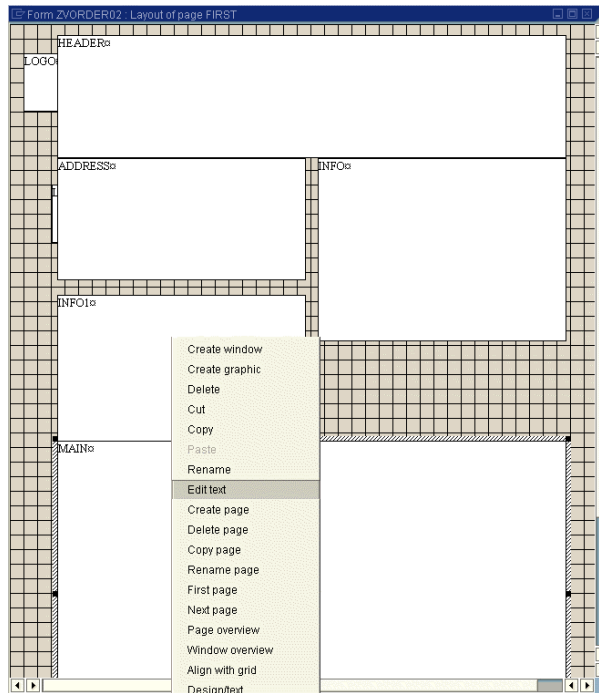 Form ZVORDER02 : Layout of page FIRST
HEADER¤
LOGO
ADDRESS¤
INFO¤
L
INFO1¤
MAIN¤
Create window
Create graphic
Delete
Cut
Copy
Paste
Rename
Edit text
Create page
Delete page
Copy page
Rename page
First page
Next page
Page overview
Window overview
Align with grid
Design/text